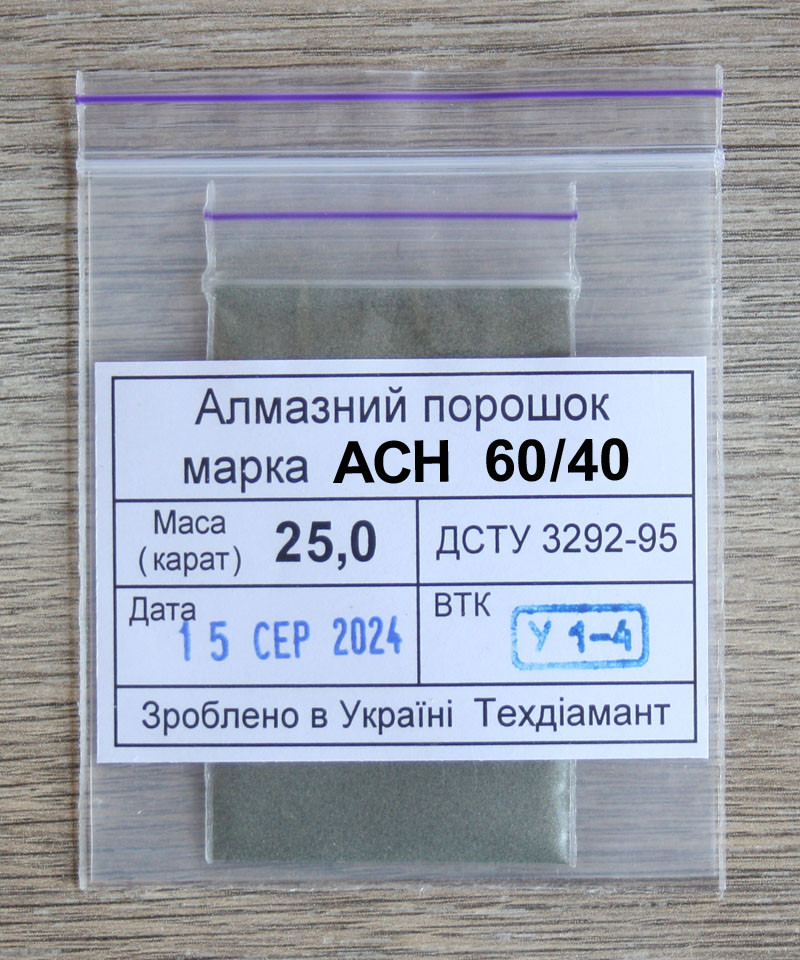 Алмазний порошок
марка АСН 60/40
Маса
(карат) 25,0
ДСТУ 3292-95
Дата
15 СЕР 2024
ВТК
У 1-4
Зроблено в Україні Техдіамант